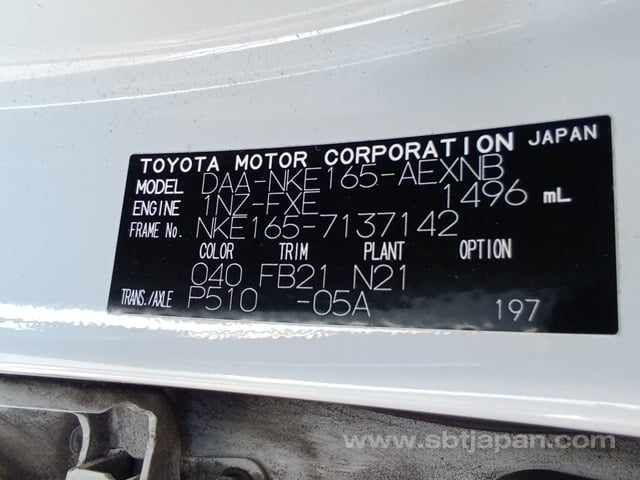 TOYOTA MOTOR CORPORATION JAPAN
MODEL DAA-NKE165-AEXNB
ENGINE 1NZ-FXE 1496 mL
FRAME No. NKE165-7137142
COLOR TRIM PLANT OPTION
040 FB21 N21
TRANS./AXLE P510 -05A 197
www.sbtjapan.com